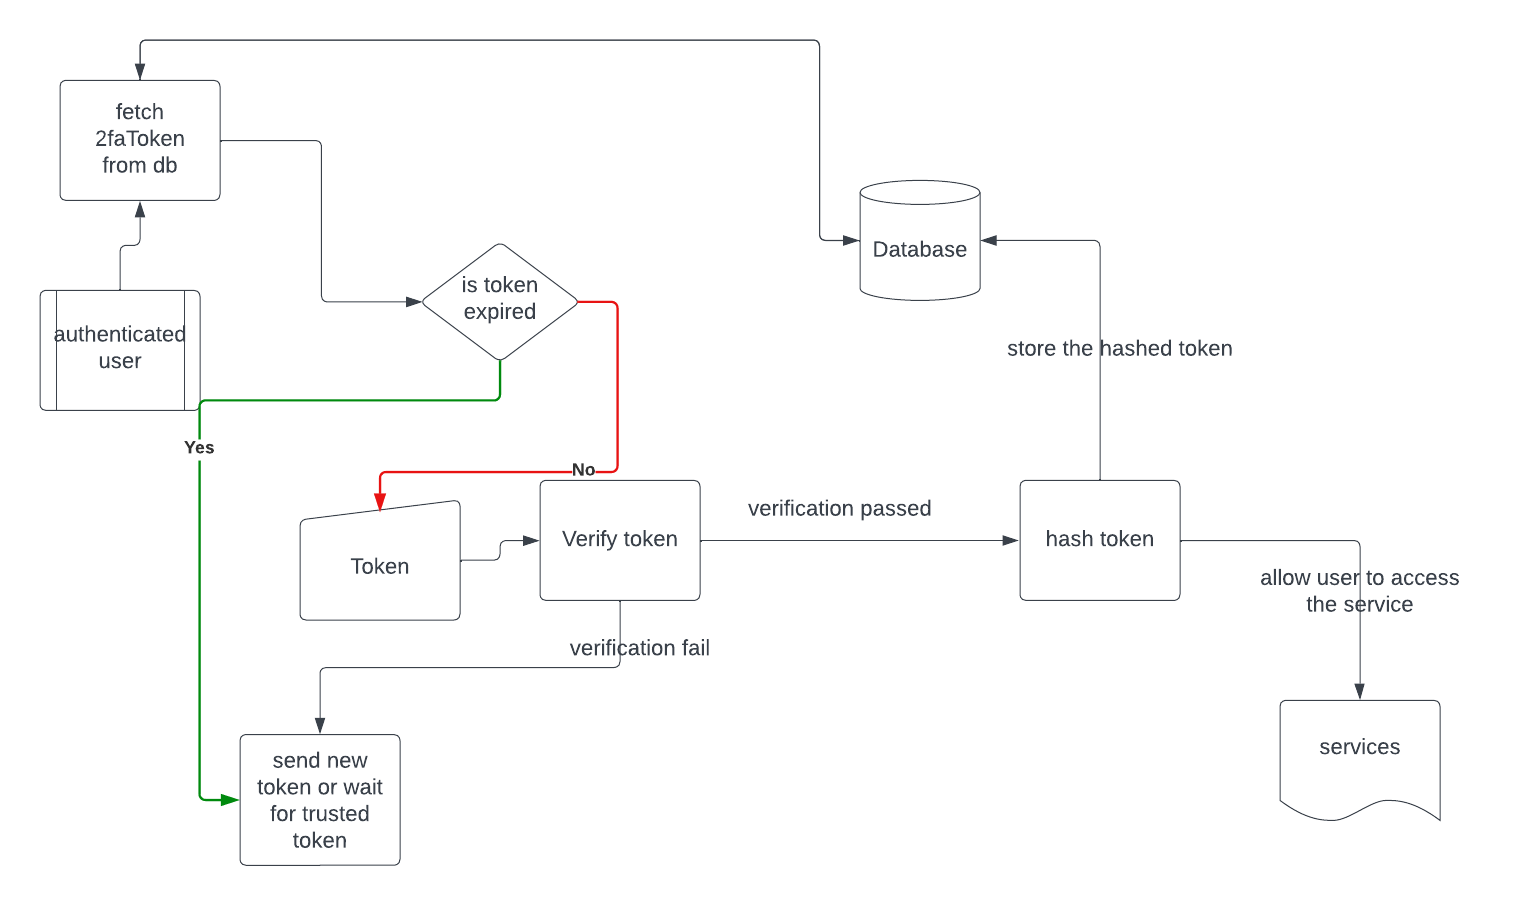 fetch
2faToken
from db
authenticated
user
is token
expired
Database
store the hashed token
Yes
No
Token
Verify token
verification passed
hash token
allow user to access
the service
verification fail
services
send new
token or wait
for trusted
token